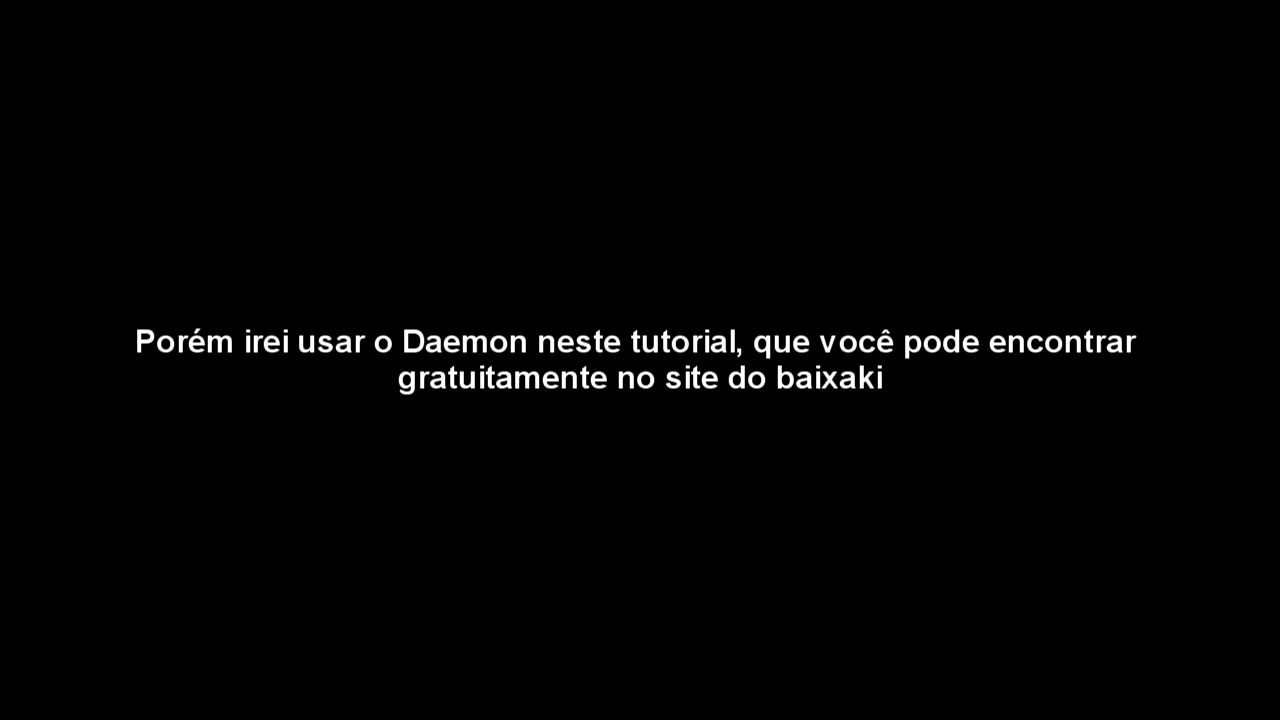 Porém irei usar o Daemon neste tutorial, que você pode encontrar
gratuitamente no site do baixaki